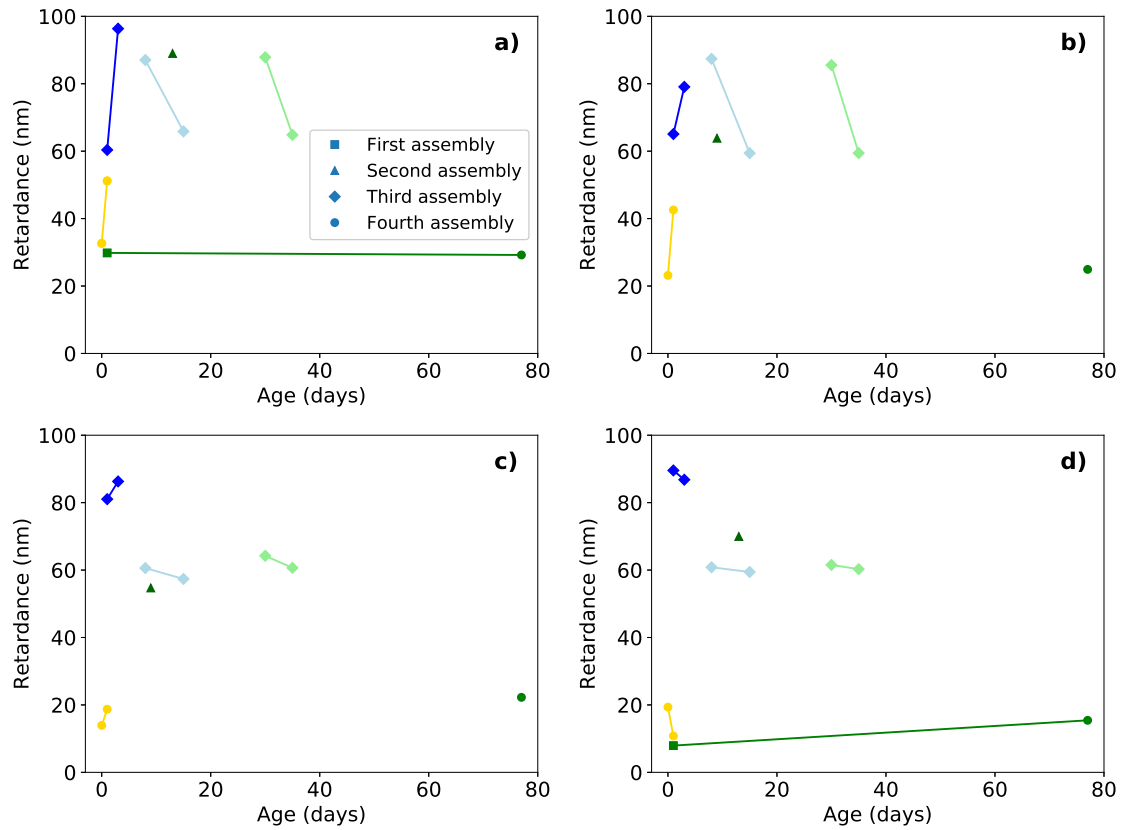 100
80
60
40
20
0
Retardance (nm)
a)
First assembly
Second assembly
Third assembly
Fourth assembly
0 20 40 60 80
Age (days)
100
80
60
40
20
0
Retardance (nm)
b)
0 20 40 60 80
Age (days)
100
80
60
40
20
0
Retardance (nm)
c)
0 20 40 60 80
Age (days)
100
80
60
40
20
0
Retardance (nm)
d)
0 20 40 60 80
Age (days)